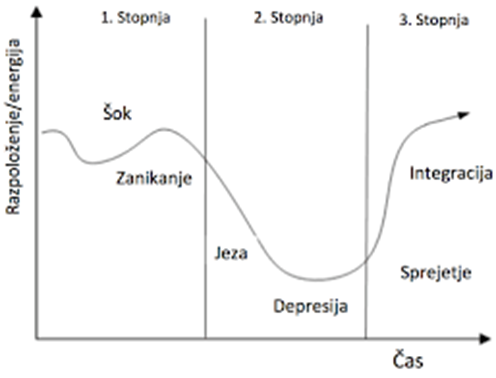 1. Stopnja
2. Stopnja
3. Stopnja
Razpoloženje/energija
Šok
Zanikanje
Jeza
Depresija
Integracija
Sprejetje
Čas